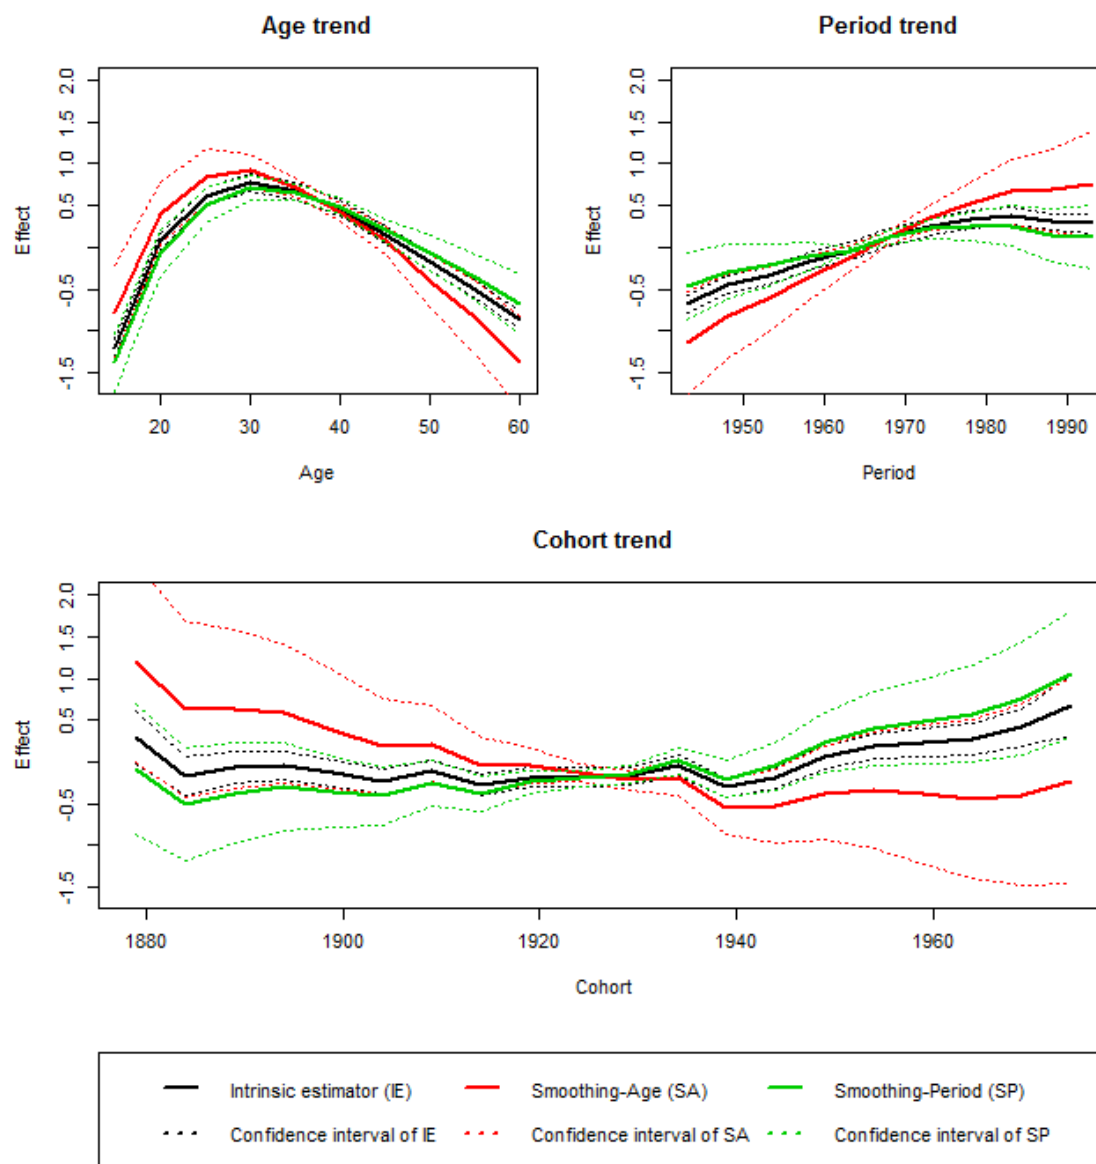 Age trend
Period trend
Effect
2.0
1.5
1.0
0.5
-0.5
-1.5
20
30
40
50
60
Age
Effect
2.0
1.5
1.0
0.5
-0.5
-1.5
1950
1960
1970
1980
1990
Period
Cohort trend
Effect
2.0
1.5
1.0
0.5
-0.5
-1.5
1880
1900
1920
1940
1960
Cohort
Intrinsic estimator (IE)
Smoothing-Age (SA)
Smoothing-Period (SP)
Confidence interval of IE
Confidence interval of SA
Confidence interval of SP